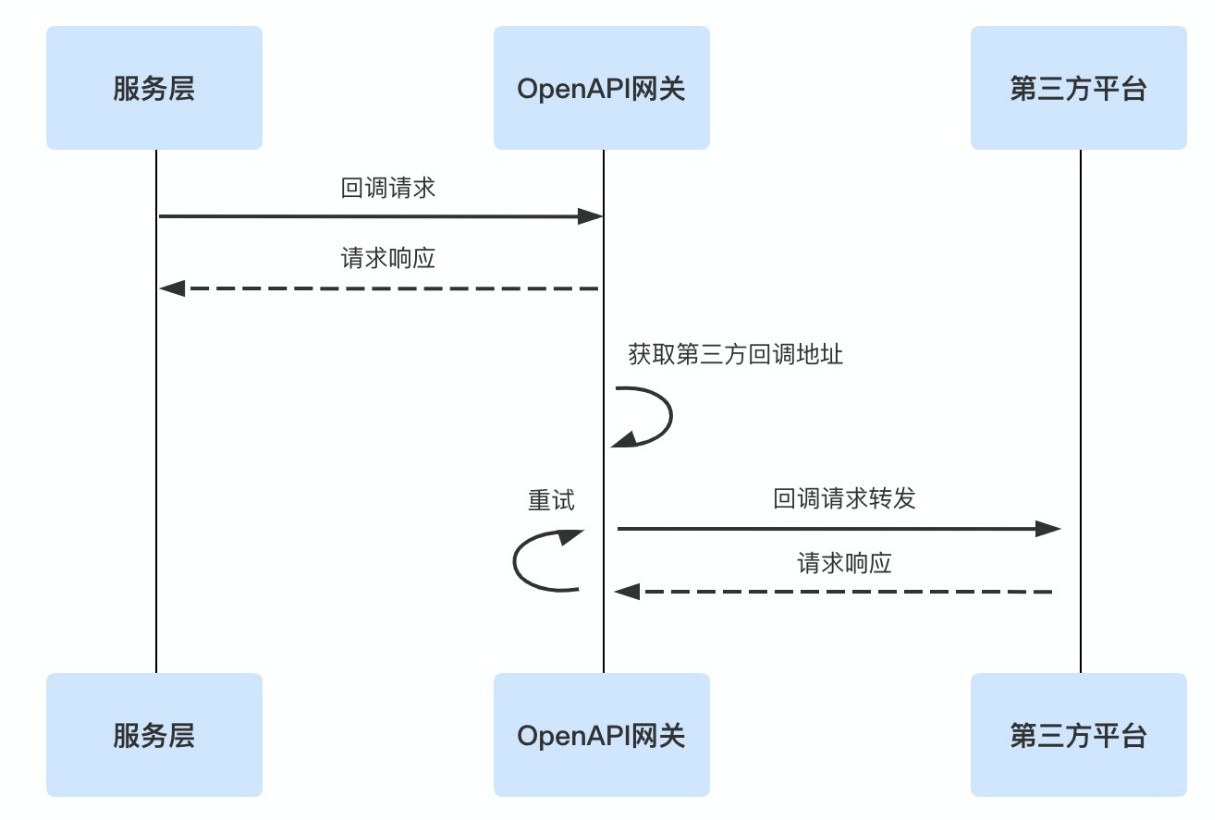 服务层
OpenAPI网关
第三方平台
回调请求
请求响应
获取第三方回调地址
重试
回调请求转发
请求响应
服务层
OpenAPI网关
第三方平台